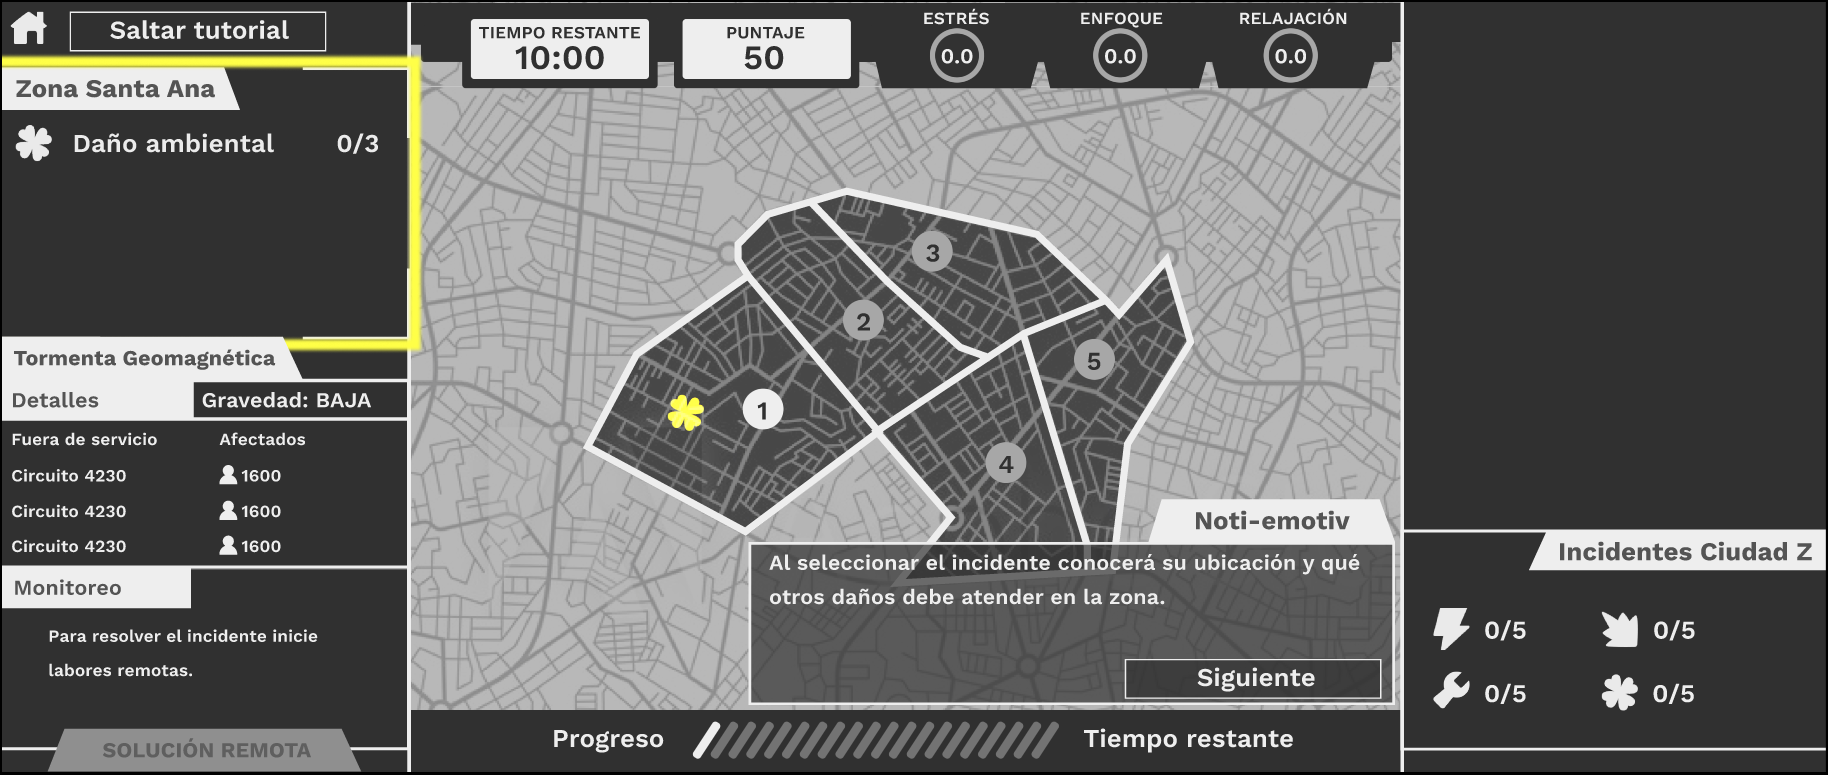 Saltar tutorial
TIEMPO RESTANTE
10:00
PUNTAJE
50
ESTRÉS
0.0
ENFOQUE
0.0
RELAJACIÓN
0.0
Zona Santa Ana
Daño ambiental 0/3
Tormenta Geomagnética
Detalles Gravedad: BAJA
Fuera de servicio Afectados
Circuito 4230 1600
Circuito 4230 1600
Circuito 4230 1600
Monitoreo
Para resolver el incidente inicie
labores remotas.
SOLUCIÓN REMOTA
3
2
5
1
4
Noti-emotiv
Al seleccionar el incidente conocerá su ubicación y qué
otros daños debe atender en la zona.
Siguiente
Progreso Tiempo restante
Incidentes Ciudad Z
0/5 0/5
0/5 0/5